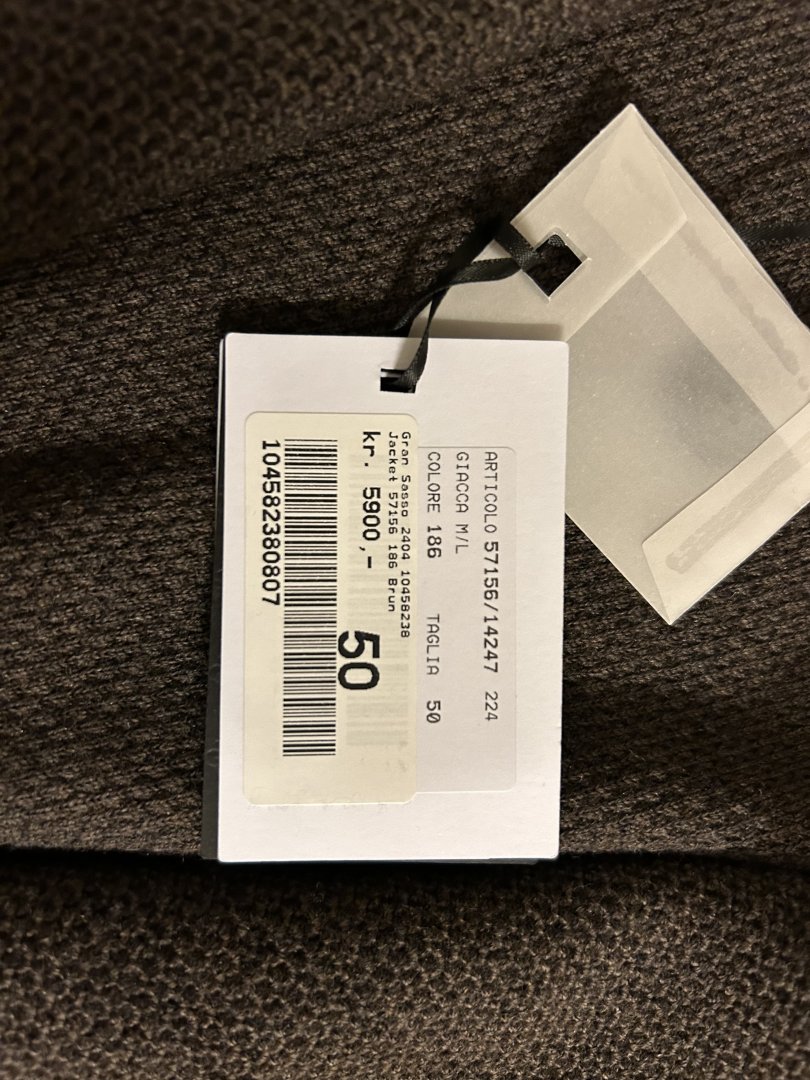 ARTICOLO 57156/14247 224
GIACCA M/L
COLORE 186 TAGLIA 50
Gran Sasso 2404 10458238
Jacket 57156 186 Brun
kr. 5900,- 50
104582380807